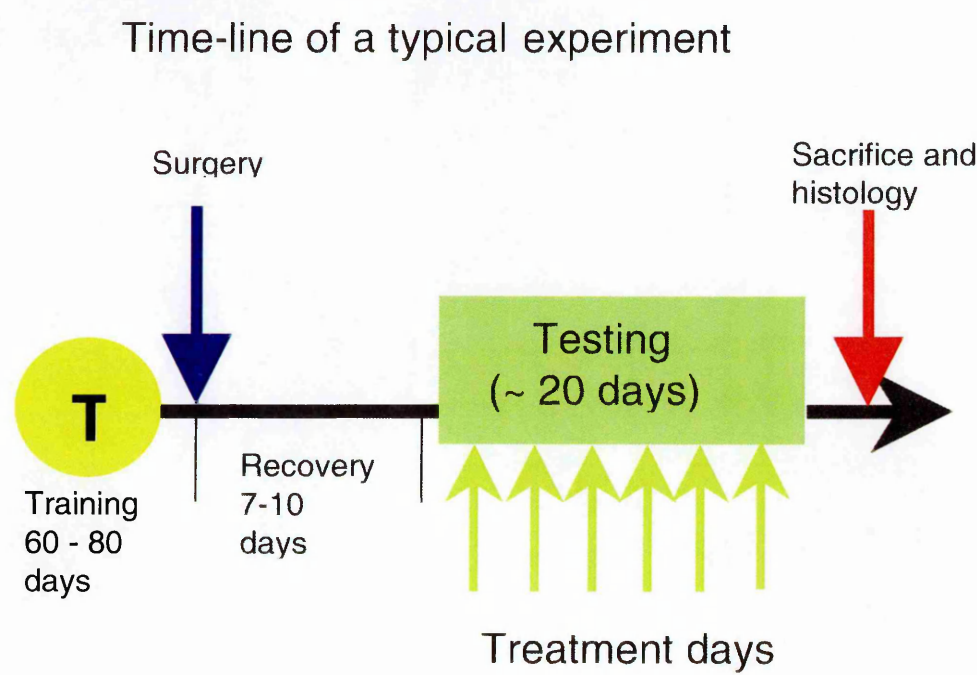 Time-line of a typical experiment
Surgery
Sacrifice and
histology
Testing
(~ 20 days)
T
Recovery
7-10
days
Training
60 - 80
days
Treatment days